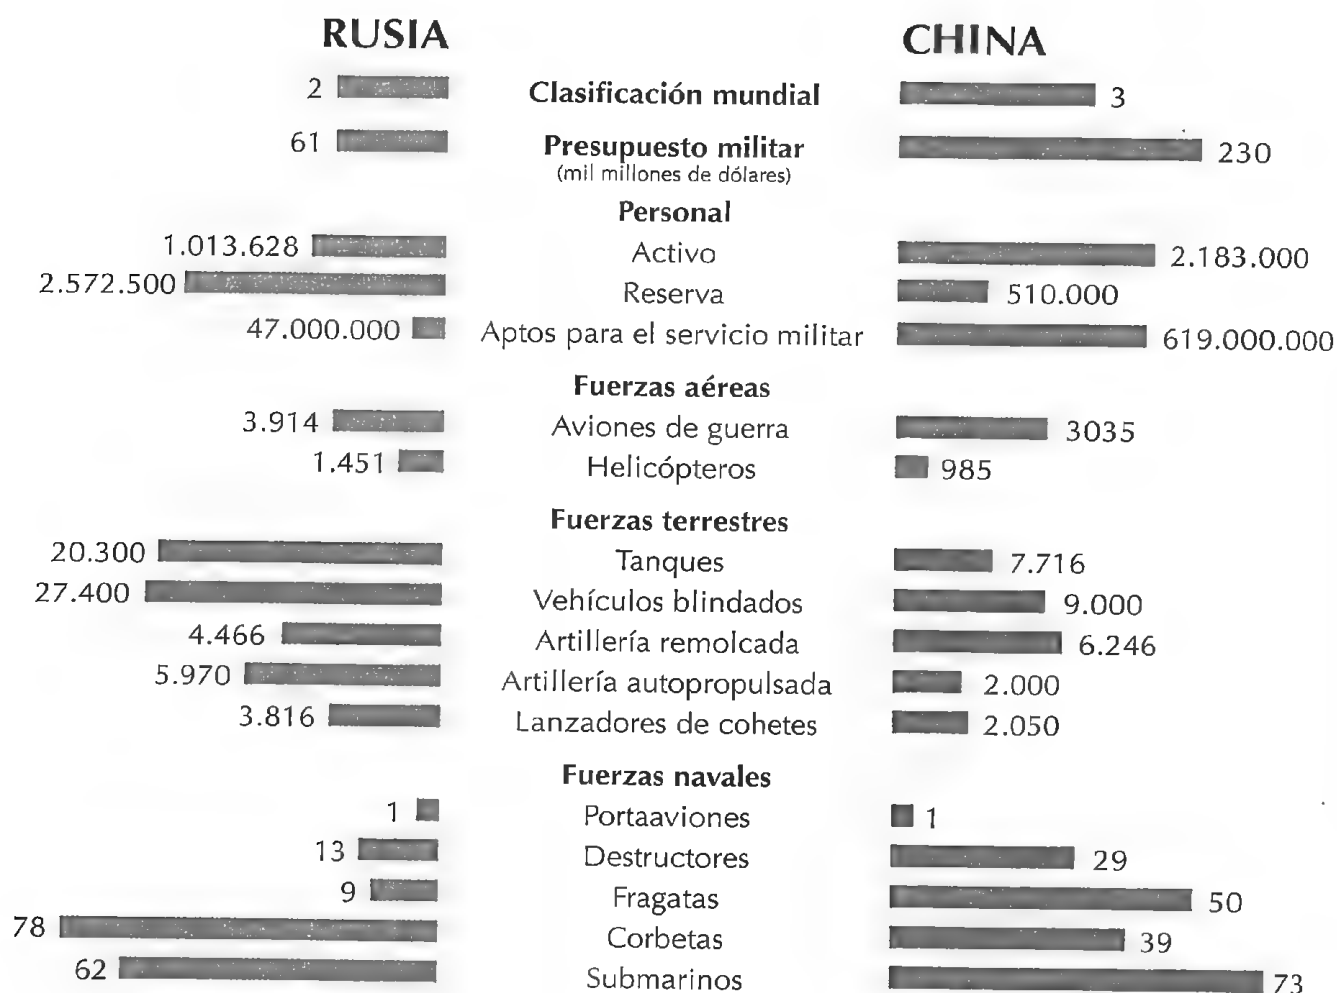 RUSIA CHINA
2 Clasificación mundial 3
61 Presupuesto militar 230
(mil millones de dólares)
Personal
1.013.628 Activo 2.183.000
2.572.500 Reserva 510.000
47.000.000 Aptos para el servicio militar 619.000.000
Fuerzas aéreas
3.914 Aviones de guerra 3035
1.451 Helicópteros 985
Fuerzas terrestres
20.300 Tanques 7.716
27.400 Vehículos blindados 9.000
4.466 Artillería remolcada 6.246
5.970 Artillería autopropulsada 2.000
3.816 Lanzadores de cohetes 2.050
Fuerzas navales
1 Portaaviones 1
13 Destructores 29
9 Fragatas 50
78 Corbetas 39
62 Submarinos 73